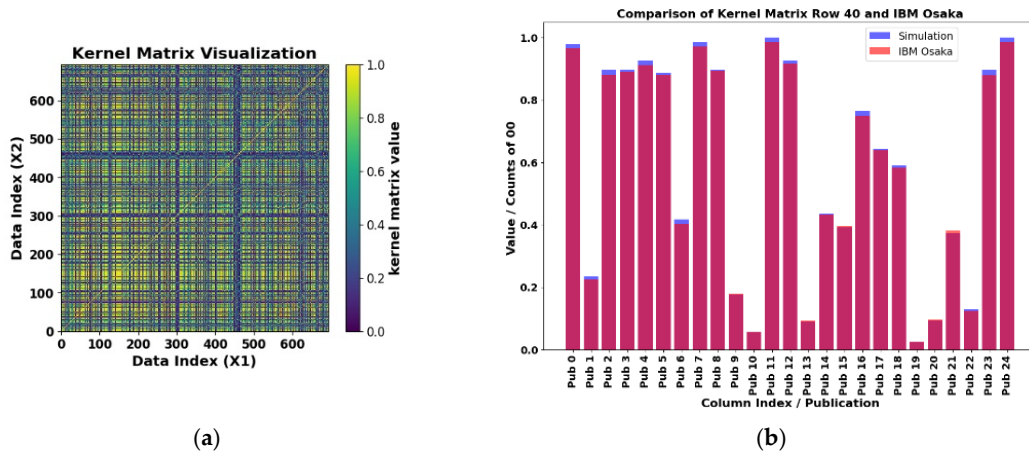 Kernel Matrix Visualization
Data Index (X2)
600
500
400
300
200
100
0
0
100
200
300
400
500
600
Data Index (X1)
1.0
0.8
0.6
0.4
0.2
0.0
kernel matrix value
(a)
Comparison of Kernel Matrix Row 40 and IBM Osaka
Simulation
IBM Osaka
Value / Counts of 00
1.0
0.8
0.6
0.4
0.2
0.0
Pub 0
Pub 1
Pub 2
Pub 3
Pub 4
Pub 5
Pub 6
Pub 7
Pub 8
Pub 9
Pub 10
Pub 11
Pub 12
Pub 13
Pub 14
Pub 15
Pub 16
Pub 17
Pub 18
Pub 19
Pub 20
Pub 21
Pub 22
Pub 23
Pub 24
Column Index / Publication
(b)